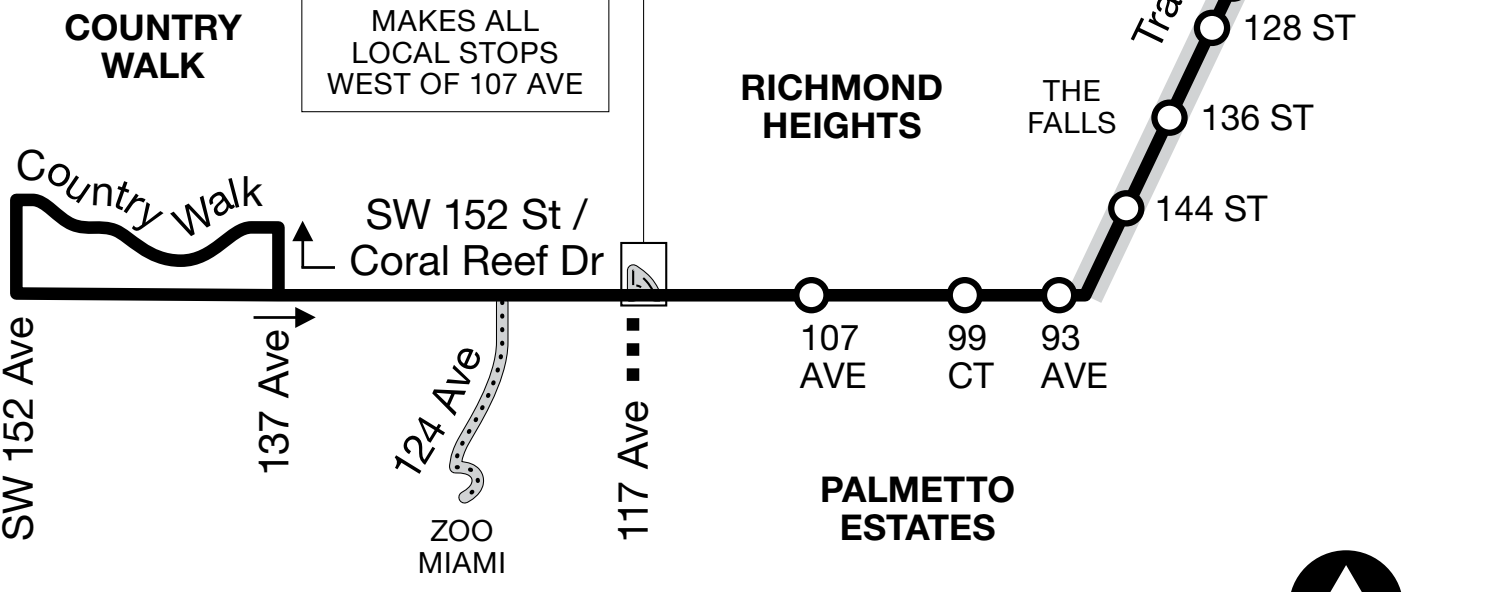 COUNTRY
WALK
MAKES ALL
LOCAL STOPS
WEST OF 107 AVE
128 ST
RICHMOND
HEIGHTS
THE
FALLS
136 ST
Country Walk
SW 152 St /
Coral Reef Dr
144 ST
107
AVE
99
CT
93
AVE
SW 152 Ave
137 Ave
124 Ave
117 Ave
PALMETTO
ESTATES
ZOO
MIAMI